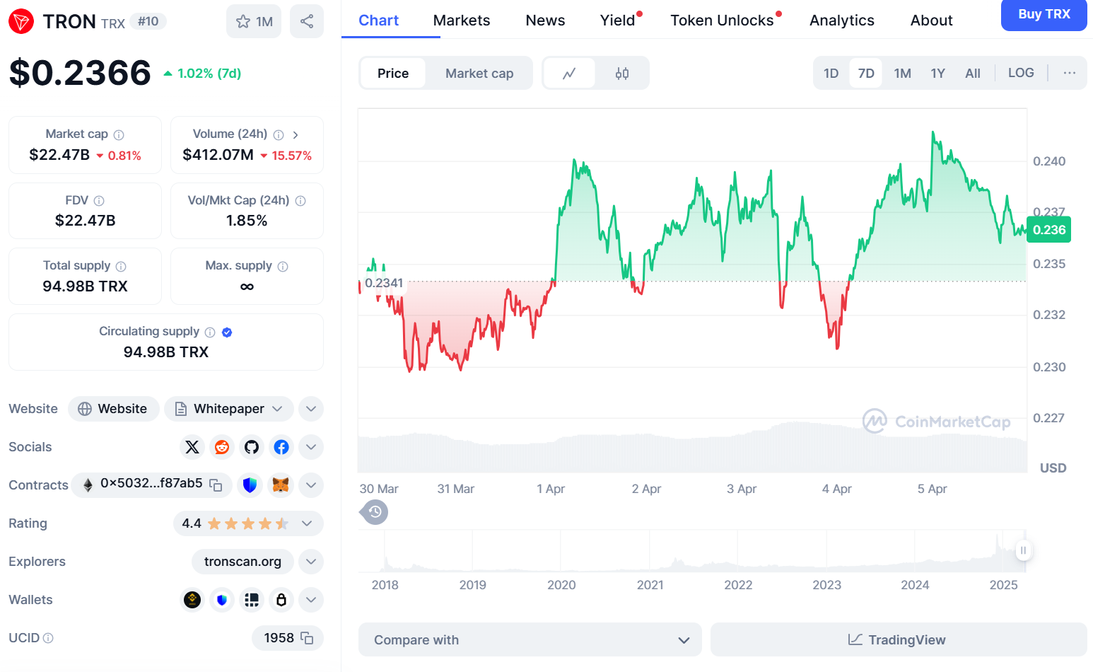 TRON TRX #10 1M
$0.2366 1.02% (7d)
Market cap
$22.47B 0.81%
Volume (24h)
$412.07M 15.57%
FDV
$22.47B
Vol/Mkt Cap (24h)
1.85%
Total supply
94.98B TRX
Max. supply
∞
Circulating supply
94.98B TRX
Website Website Whitepaper
Socials
Contracts 0x5032...f87ab5
Rating 4.4
Explorers tronscan.org
Wallets
UCID 1958
Chart Markets News Yield Token Unlocks Analytics About Buy TRX
Price Market cap 1D 7D 1M 1Y All LOG ...
0.240
0.237
0.236
0.235
0.2341
0.232
0.230
0.227
CoinMarketCap
USD
30 Mar 31 Mar 1 Apr 2 Apr 3 Apr 4 Apr 5 Apr
2018 2019 2020 2021 2022 2023 2024 2025
Compare with TradingView